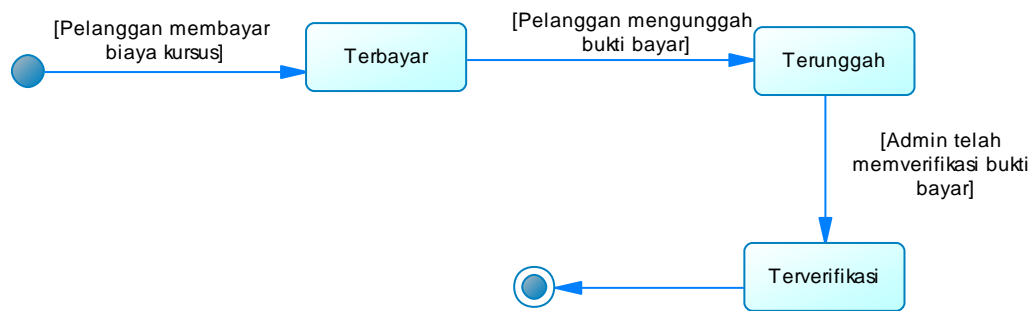 [Pelanggan membayar
biaya kursus]
Terbayar
[Pelanggan mengunggah
bukti bayar]
Terunggah
[Admin telah
memverifikasi bukti
bayar]
Terverifikasi